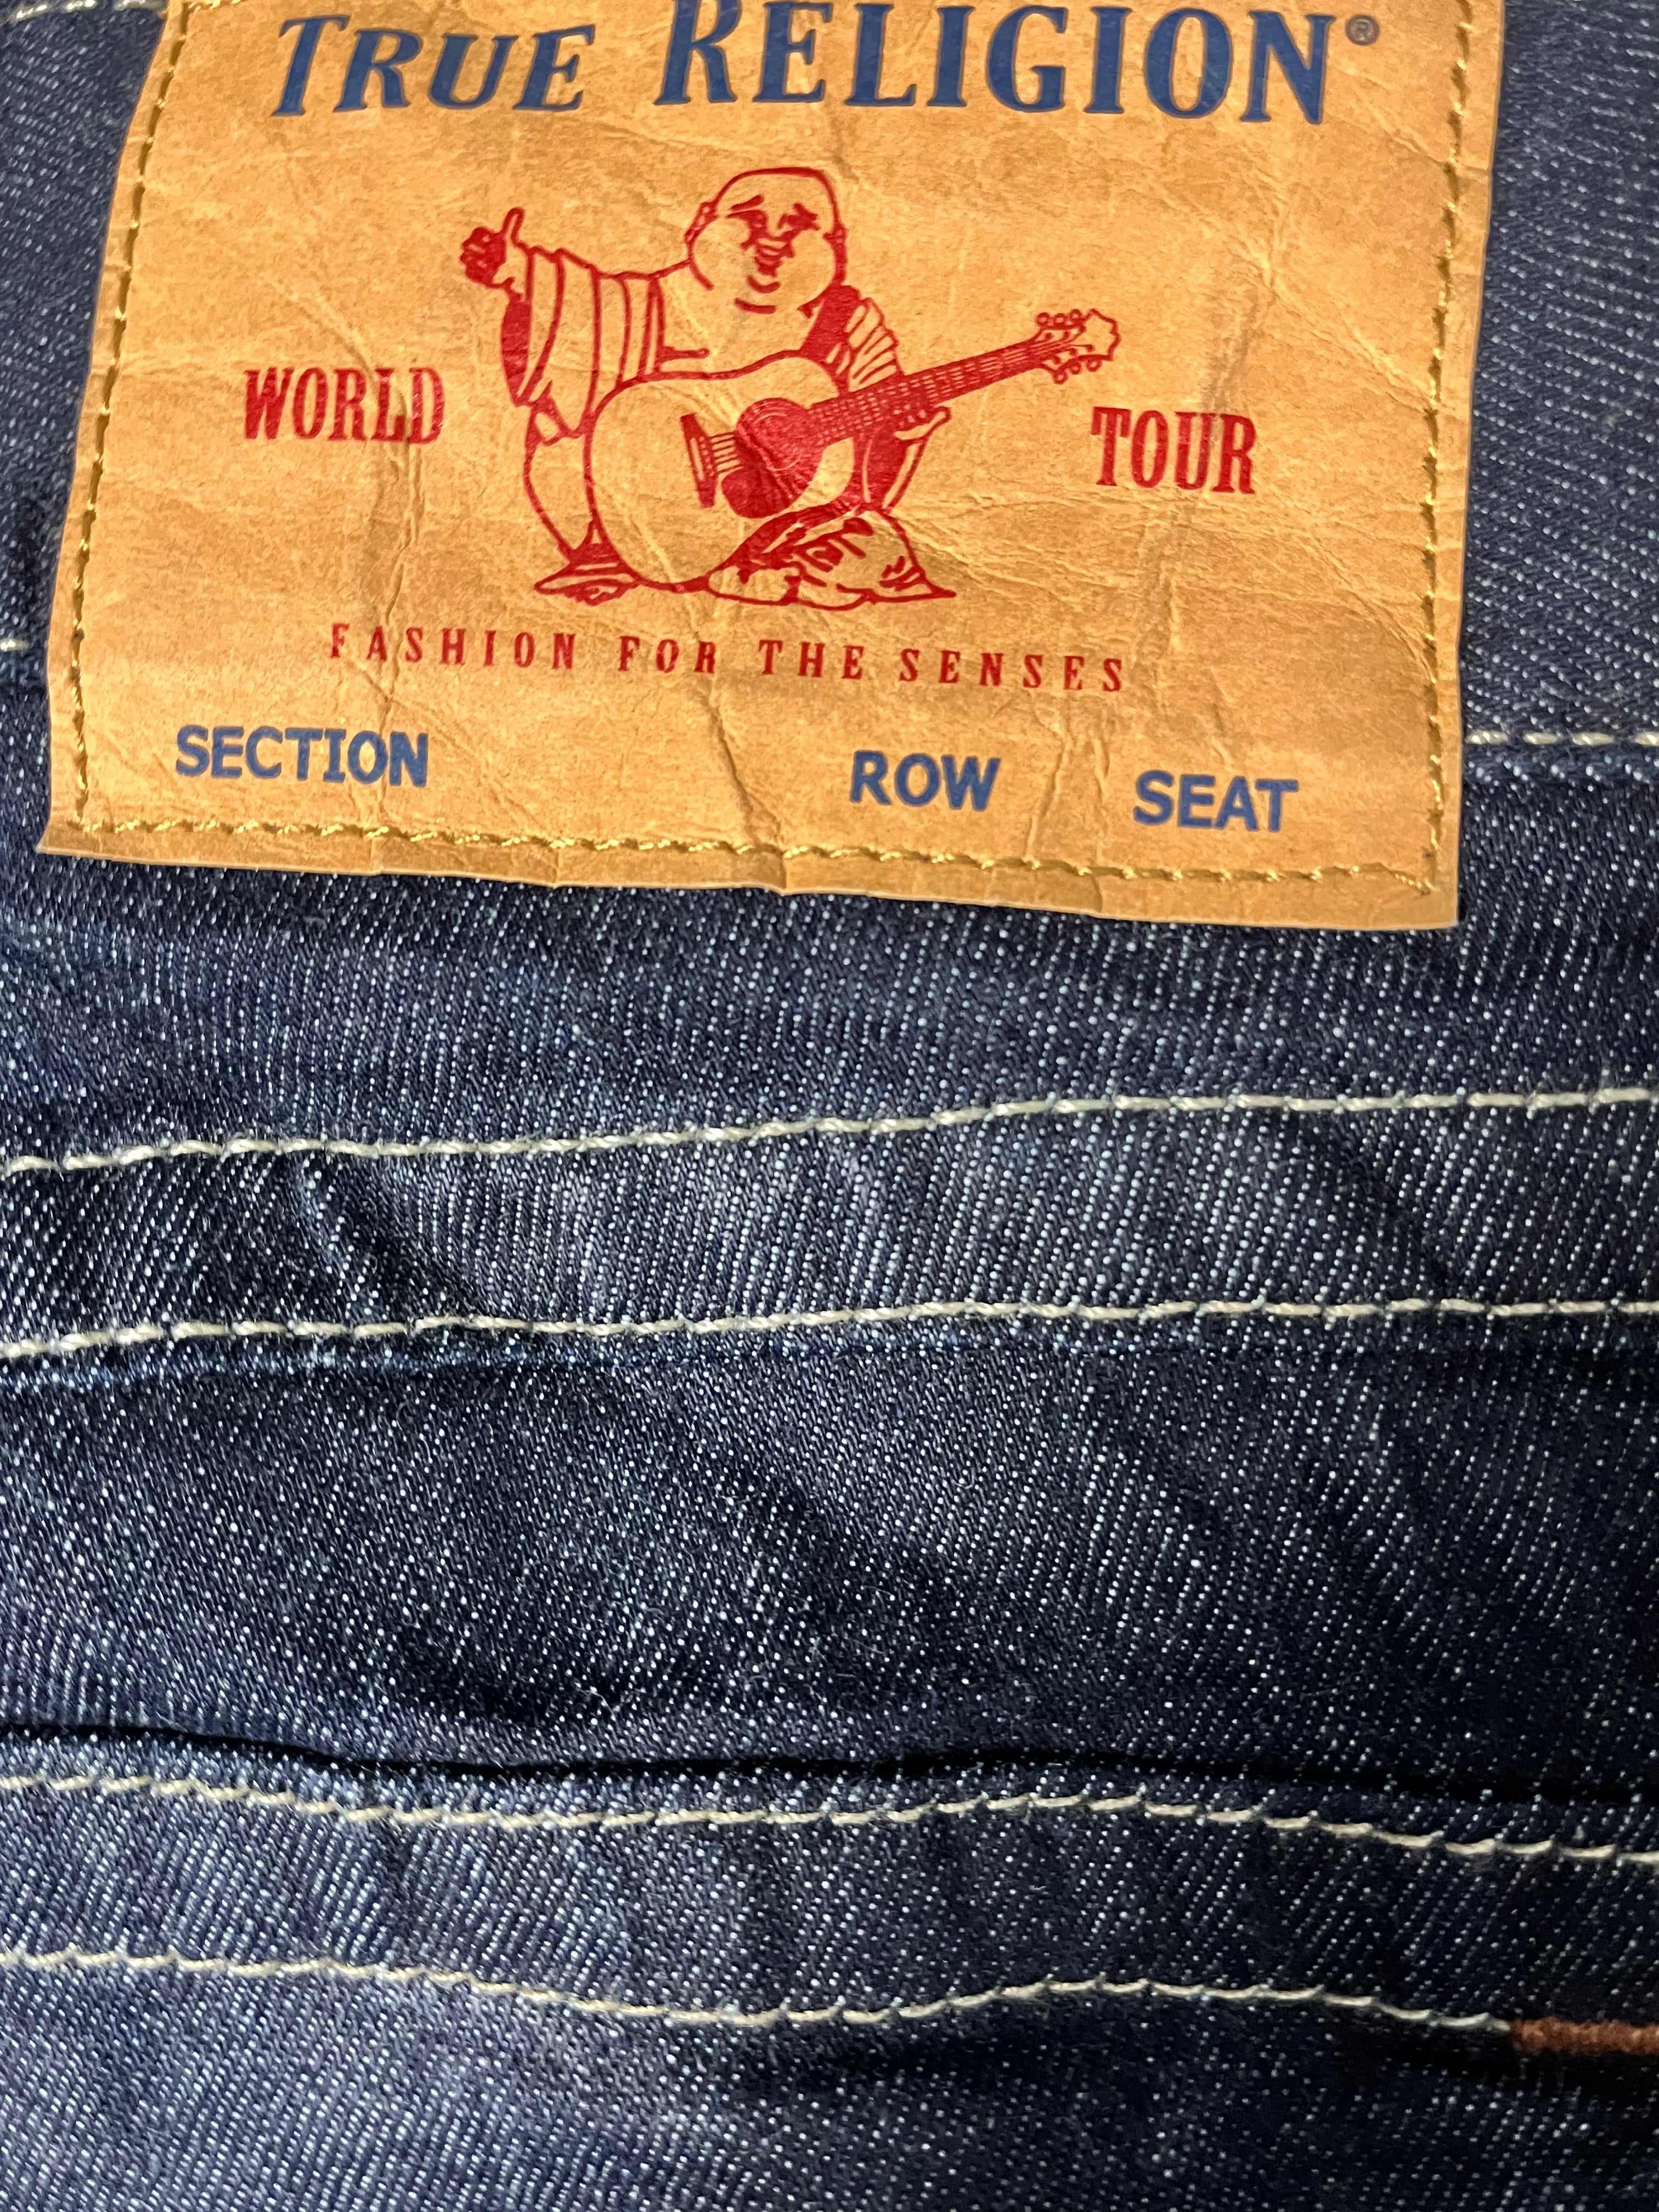 TRUE RELIGION®
WORLD TOUR
FASHION FOR THE SENSES
SECTION ROW SEAT